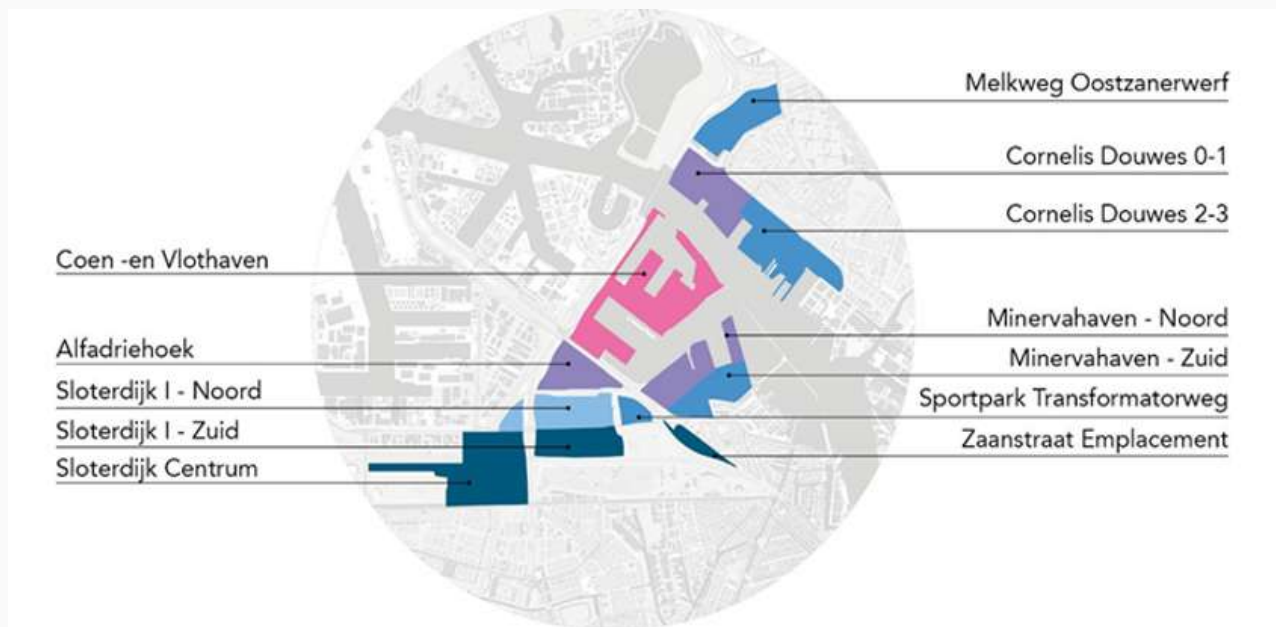 Melkweg Oostzanerwerf
Cornelis Douwes 0-1
Cornelis Douwes 2-3
Coen -en Vlothaven
Minervahaven - Noord
Alfadriehoek
Minervahaven - Zuid
Sloterdijk I - Noord
Sportpark Transformatorweg
Sloterdijk I - Zuid
Zaanstraat Emplacement
Sloterdijk Centrum